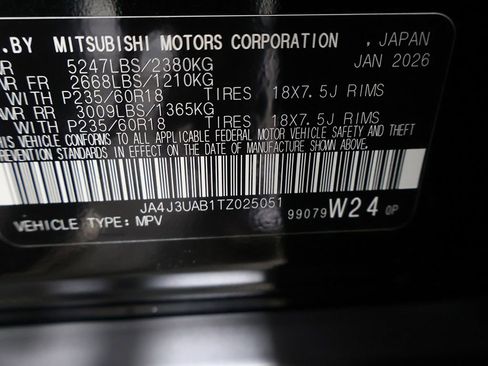 .BY MITSUBISHI MOTORS CORPORATION , JAPAN
5247LBS/2380KG JAN 2026
WR FR 2668LBS/1210KG
WITH P235/60R18 TIRES 18X7.5J RIMS
WR RR 3009LBS/1365KG
WITH P235/60R18 TIRES 18X7.5J RIMS
THIS VEHICLE CONFORMS TO ALL APPLICABLE FEDERAL MOTOR VEHICLE SAFETY AND THEFT
PREVENTION STANDARDS IN EFFECT ON THE DATE OF MANUFACTURE SHOWN ABOVE.
JA4J3UAB1TZ025051
VEHICLE TYPE: MPV 99079 W24 0P